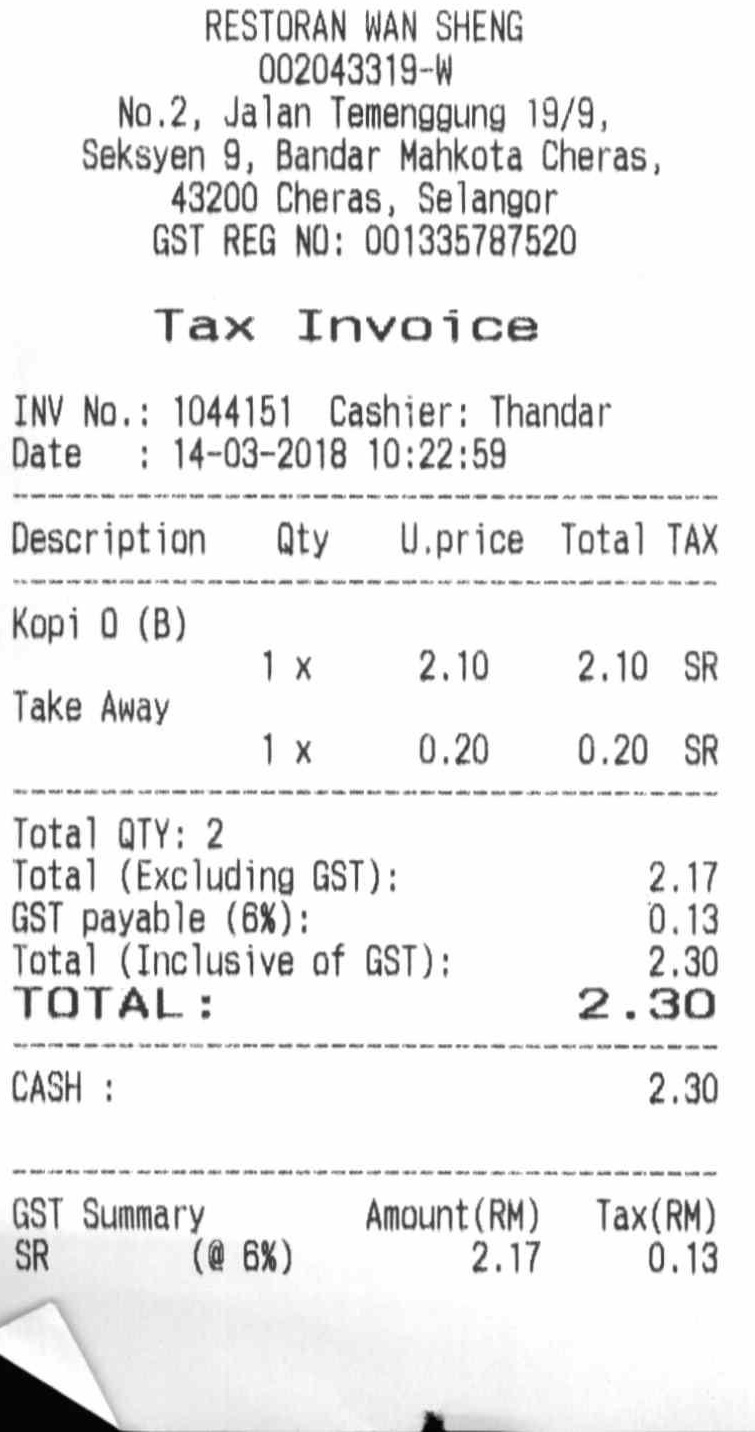 RESTORAN WAN SHENG
002043319-W
No.2, Jalan Temenggung 19/9,
Seksyen 9, Bandar Mahkota Cheras,
43200 Cheras, Selangor
GST REG NO: 001335787520
Tax Invoice
INV No.: 1044151 Cashier: Thandar
Date : 14-03-2018 10:22:59
Description Qty U.price Total TAX
Kopi O (B)
1 x 2.10 2.10 SR
Take Away
1 x 0.20 0.20 SR
Total QTY: 2
Total (Excluding GST): 2.17
GST payable (6%): 0.13
Total (Inclusive of GST): 2.30
TOTAL: 2.30
CASH : 2.30
GST Summary Amount(RM) Tax(RM)
SR (@ 6%) 2.17 0.13